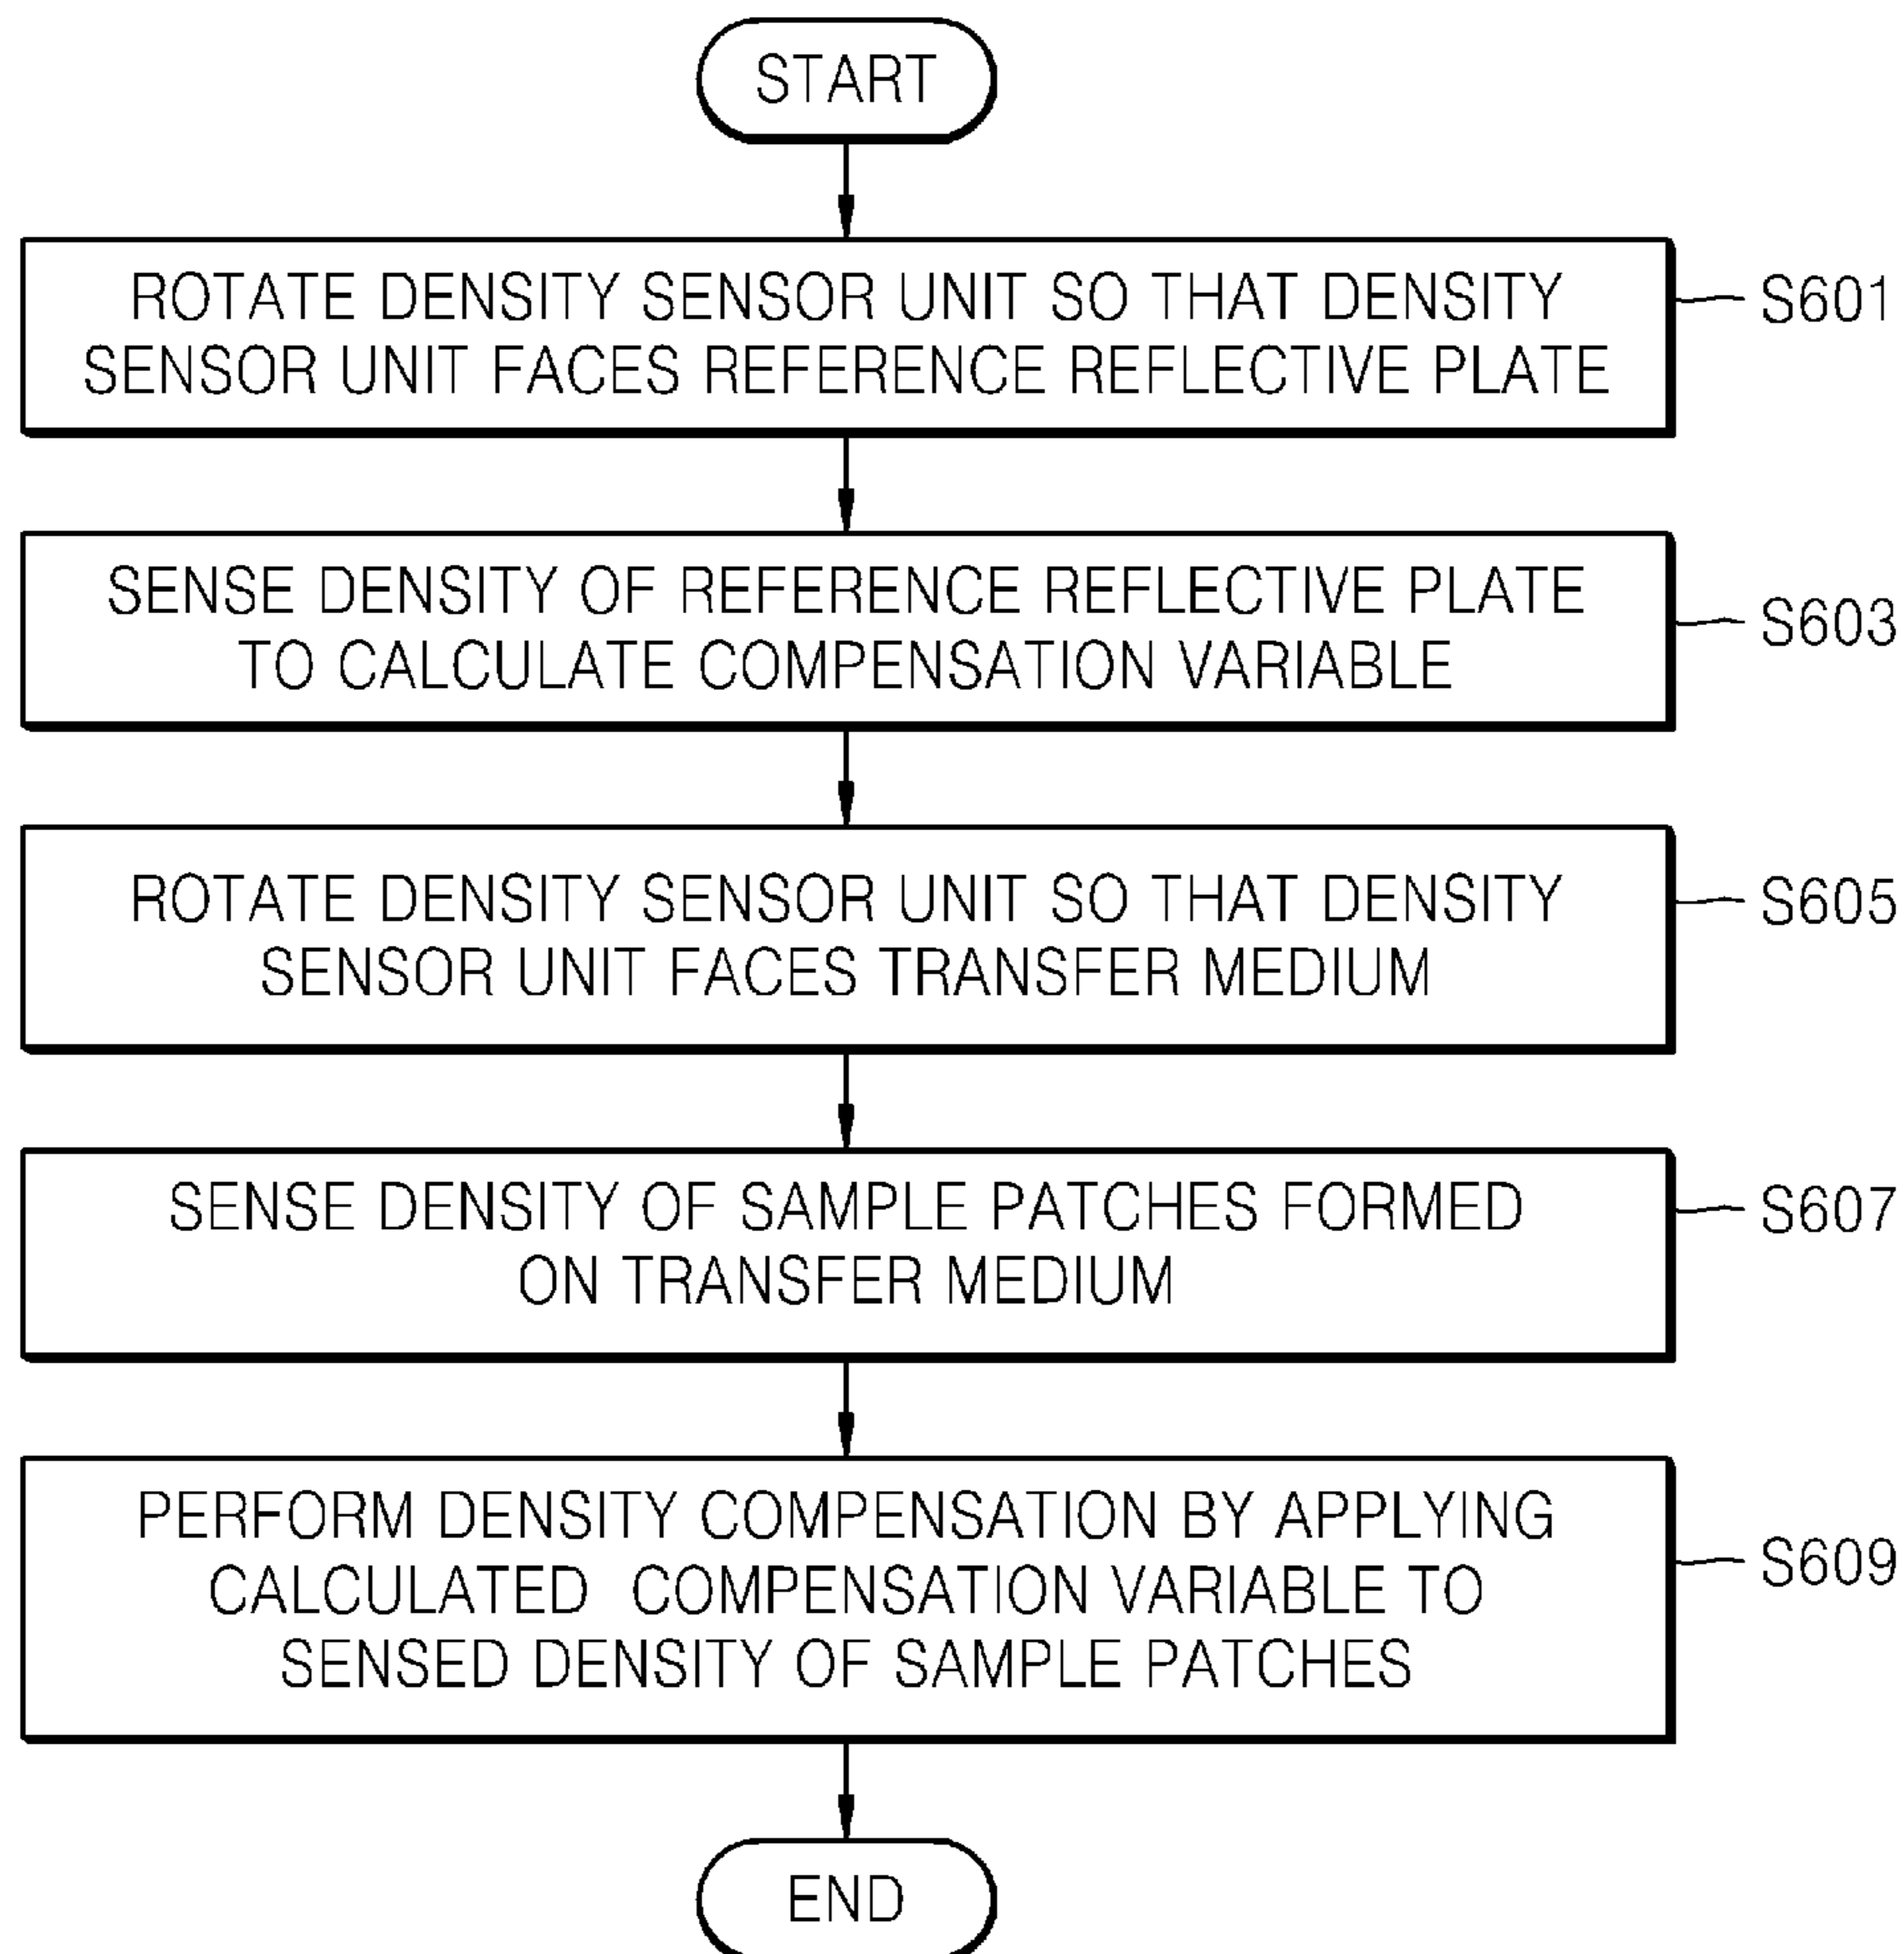 START
ROTATE DENSITY SENSOR UNIT SO THAT DENSITY
SENSOR UNIT FACES REFERENCE REFLECTIVE PLATE
S601
SENSE DENSITY OF REFERENCE REFLECTIVE PLATE
TO CALCULATE COMPENSATION VARIABLE
S603
ROTATE DENSITY SENSOR UNIT SO THAT DENSITY
SENSOR UNIT FACES TRANSFER MEDIUM
S605
SENSE DENSITY OF SAMPLE PATCHES FORMED
ON TRANSFER MEDIUM
S607
PERFORM DENSITY COMPENSATION BY APPLYING
CALCULATED COMPENSATION VARIABLE TO
SENSED DENSITY OF SAMPLE PATCHES
S609
END